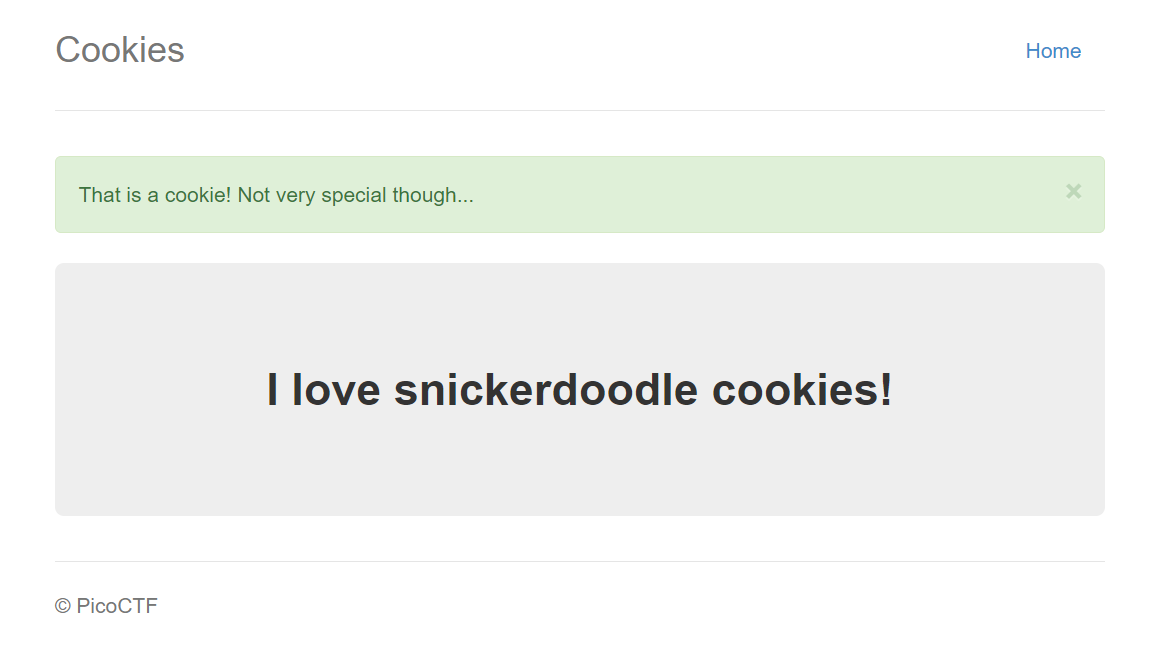 Cookies
Home
That is a cookie! Not very special though...
×
I love snickerdoodle cookies!
© PicoCTF